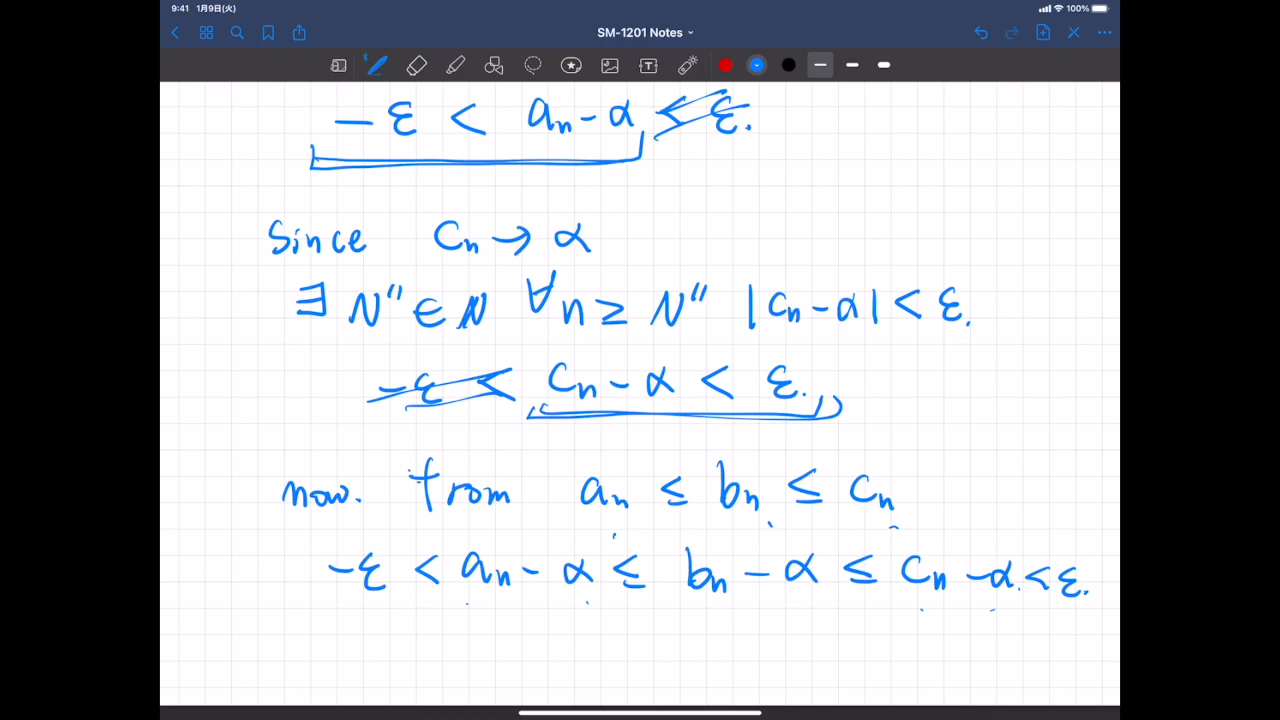 9:41 1月9日(火) 100%
SM-1201 Notes
-ε < aₙ - α < ε.
Since cₙ → α
∃ N'' ∈ ℕ ∀n ≥ N'' |cₙ - α| < ε.
-ε < cₙ - α < ε.
now. from aₙ ≤ bₙ ≤ cₙ
-ε < aₙ - α ≤ bₙ - α ≤ cₙ - α < ε.